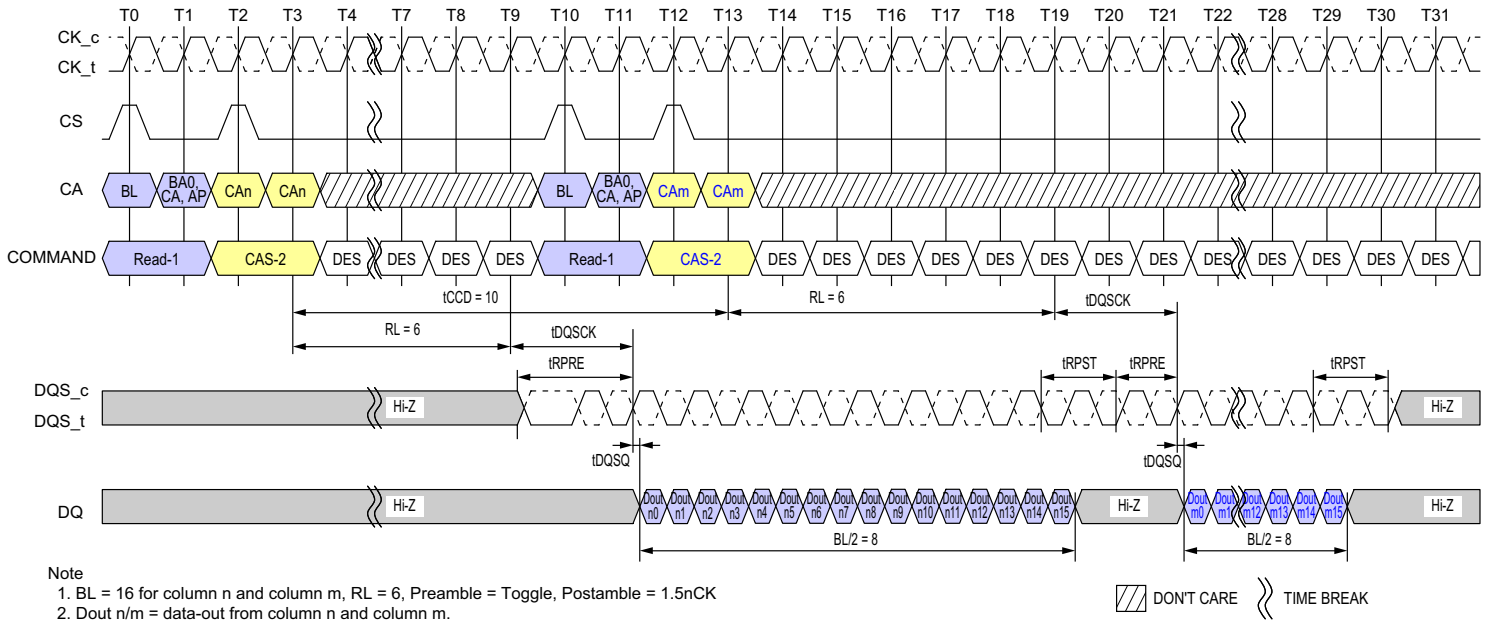 T0 T1 T2 T3 T4 T7 T8 T9 T10 T11 T12 T13 T14 T15 T16 T17 T18 T19 T20 T21 T22 T28 T29 T30 T31
CK_c
CK_t
CS
CA BL BA0, CA, AP CAn CAn BL BA0, CA, AP CAm CAm
COMMAND Read-1 CAS-2 DES DES DES DES Read-1 CAS-2 DES DES DES DES DES DES DES DES DES DES DES DES DES
tCCD = 10 RL = 6 tDQSCK
RL = 6 tDQSCK
tRPRE tRPST tRPRE tRPST
DQS_c
DQS_t
Hi-Z Hi-Z
tDQSQ tDQSQ
DQ Hi-Z Dout n0 Dout n1 Dout n2 Dout n3 Dout n4 Dout n5 Dout n6 Dout n7 Dout n8 Dout n9 Dout n10 Dout n11 Dout n12 Dout n13 Dout n14 Dout n15 Hi-Z Dout m0 Dout m1 Dout m12 Dout m13 Dout m14 Dout m15 Hi-Z
BL/2 = 8 BL/2 = 8
Note
1. BL = 16 for column n and column m, RL = 6, Preamble = Toggle, Postamble = 1.5nCK
2. Dout n/m = data-out from column n and column m.
DON'T CARE TIME BREAK